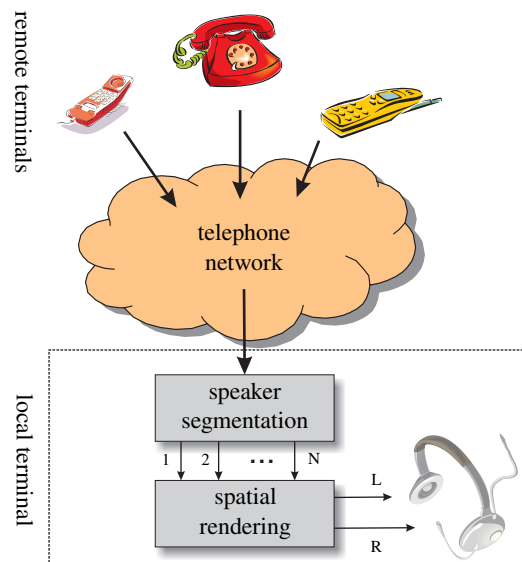 remote terminals
telephone
network
local terminal
speaker
segmentation
1 2 ... N
spatial
rendering
L
R